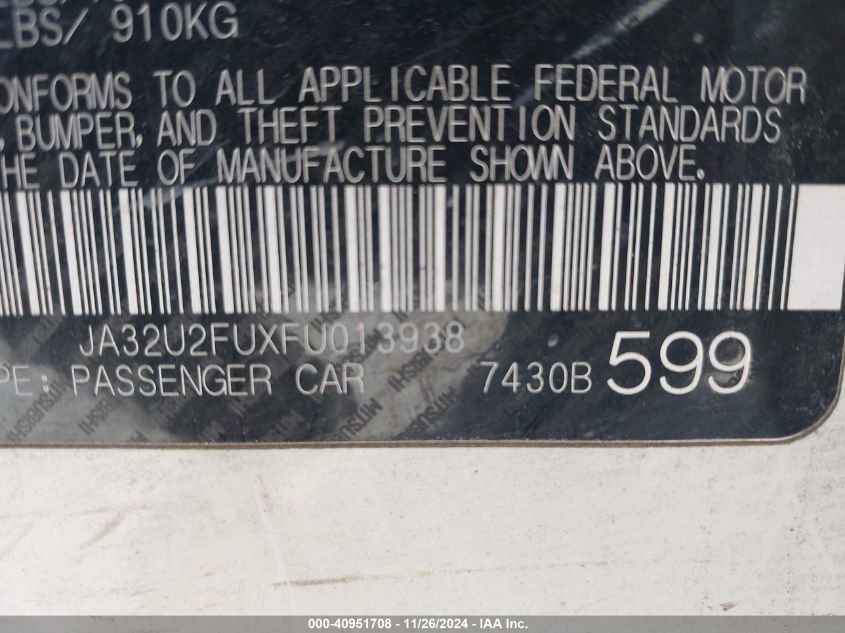 LBS/ 910KG
ONFORMS TO ALL APPLICABLE FEDERAL MOTOR
, BUMPER, AND THEFT PREVENTION STANDARDS
HE DATE OF MANUFACTURE SHOWN ABOVE.
JA32U2FUXFU013938
PE: PASSENGER CAR 7430B 599
MITSUBISHI
000-40951708 - 11/26/2024 - IAA Inc.